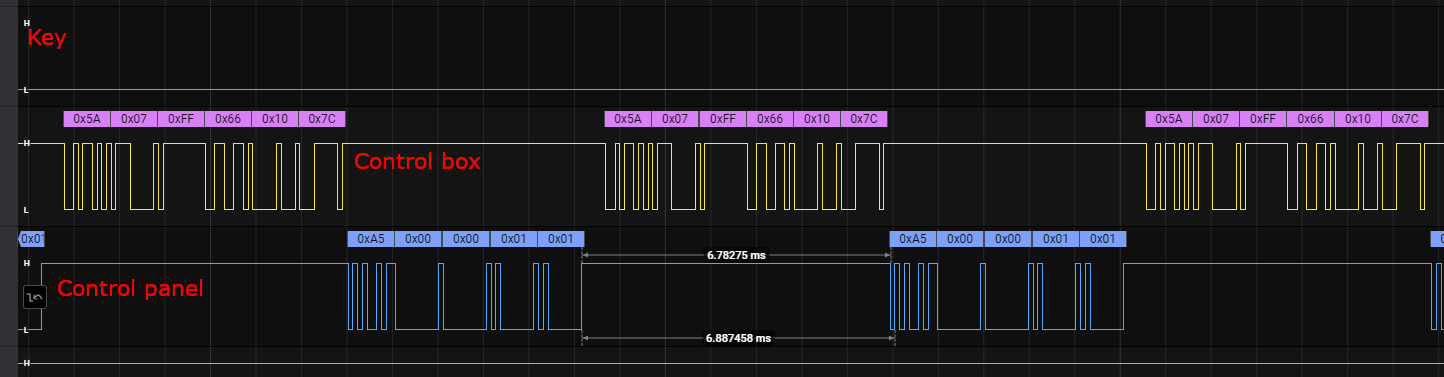 H
Key
L
0x5A 0x07 0xFF 0x66 0x10 0x7C 0x5A 0x07 0xFF 0x66 0x10 0x7C 0x5A 0x07 0xFF 0x66 0x10 0x7C
H
Control box
L
0x01 0xA5 0x00 0x00 0x01 0x01 0xA5 0x00 0x00 0x01 0x01
H
6.78275 ms
Control panel
L
6.887458 ms
H